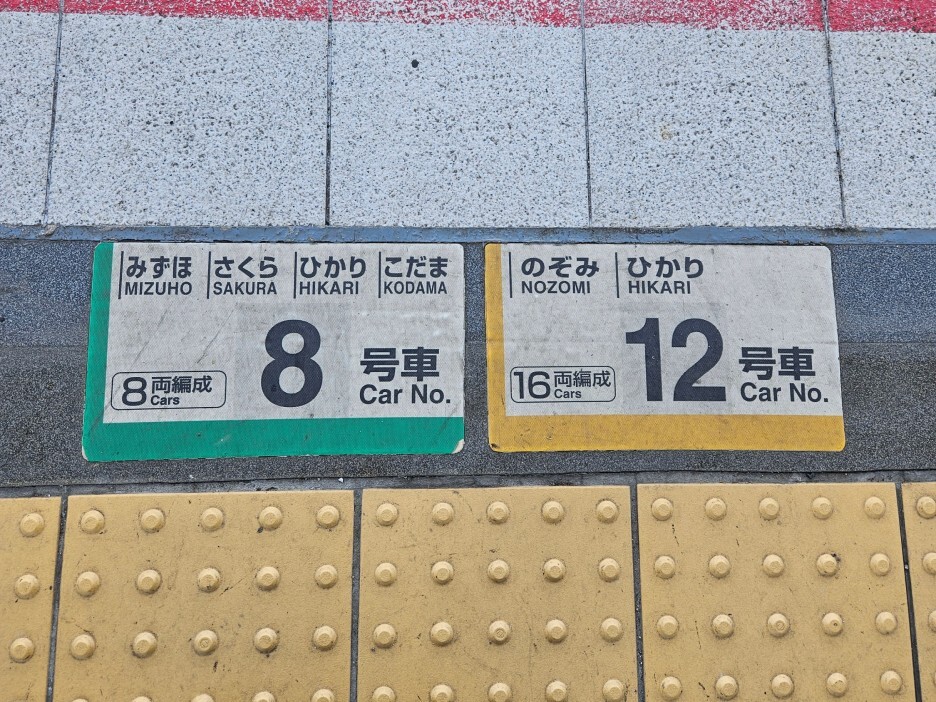 みずほ さくら ひかり こだま
MIZUHO SAKURA HIKARI KODAMA
8両編成 8 号車
Cars Car No.
のぞみ ひかり
NOZOMI HIKARI
16両編成 12 号車
Cars Car No.